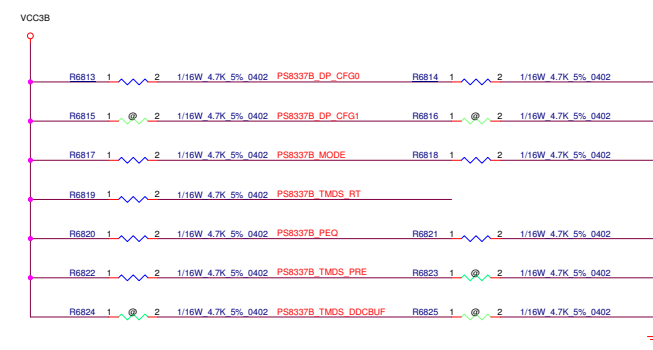 VCC3B
R6813 1 2 1/16W_4.7K_5%_0402 PS8337B_DP_CFG0 R6814 1 2 1/16W_4.7K_5%_0402
R6815 1 @ 2 1/16W_4.7K_5%_0402 PS8337B_DP_CFG1 R6816 1 @ 2 1/16W_4.7K_5%_0402
R6817 1 2 1/16W_4.7K_5%_0402 PS8337B_MODE R6818 1 2 1/16W_4.7K_5%_0402
R6819 1 2 1/16W_4.7K_5%_0402 PS8337B_TMDS_RT
R6820 1 2 1/16W_4.7K_5%_0402 PS8337B_PEQ R6821 1 2 1/16W_4.7K_5%_0402
R6822 1 2 1/16W_4.7K_5%_0402 PS8337B_TMDS_PRE R6823 1 @ 2 1/16W_4.7K_5%_0402
R6824 1 @ 2 1/16W_4.7K_5%_0402 PS8337B_TMDS_DDCBUF R6825 1 @ 2 1/16W_4.7K_5%_0402